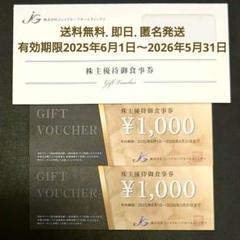 送料無料, 即日, 匿名発送
有効期限2025年6月1日～2026年5月31日
株主優待御食事券
Gift Voucher
GIFT
VOUCHER
株主優待御食事券
¥1,000
GIFT
VOUCHER
株主優待御食事券
¥1,000